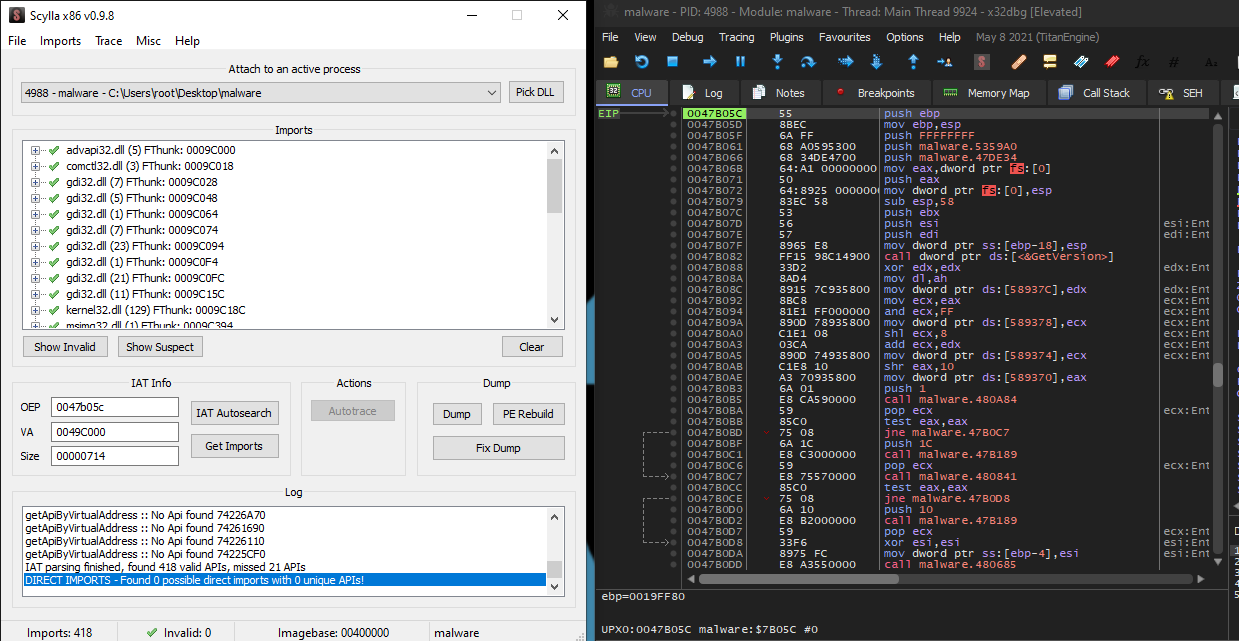 Scylla x86 v0.9.8
File Imports Trace Misc Help
Attach to an active process
4988 - malware - C:\Users\root\Desktop\malware
Pick DLL
Imports
advapi32.dll (5) FThunk: 0009C000
comctl32.dll (3) FThunk: 0009C018
gdi32.dll (7) FThunk: 0009C028
gdi32.dll (5) FThunk: 0009C048
gdi32.dll (1) FThunk: 0009C064
gdi32.dll (7) FThunk: 0009C074
gdi32.dll (23) FThunk: 0009C094
gdi32.dll (1) FThunk: 0009C0F4
gdi32.dll (21) FThunk: 0009C0FC
gdi32.dll (11) FThunk: 0009C15C
kernel32.dll (129) FThunk: 0009C18C
msimg32.dll (1) FThunk: 0009C394
Show Invalid Show Suspect Clear
IAT Info
OEP 0047b05c
VA 0049C000
Size 00000714
IAT Autosearch
Get Imports
Actions
Autotrace
Dump
Dump PE Rebuild
Fix Dump
Log
getApiByVirtualAddress :: No Api found 74226A70
getApiByVirtualAddress :: No Api found 74261690
getApiByVirtualAddress :: No Api found 74226110
getApiByVirtualAddress :: No Api found 74225CF0
IAT parsing finished, found 418 valid APIs, missed 21 APIs
DIRECT IMPORTS - Found 0 possible direct imports with 0 unique APIs!
Imports: 418 Invalid: 0 Imagebase: 00400000 malware
malware - PID: 4988 - Module: malware - Thread: Main Thread 9924 - x32dbg [Elevated]
File View Debug Tracing Plugins Favourites Options Help May 8 2021 (TitanEngine)
CPU Log Notes Breakpoints Memory Map Call Stack SEH
EIP
0047B05C 55 push ebp
0047B05D 8BEC mov ebp,esp
0047B05F 6A FF push FFFFFFFF
0047B061 68 A0595300 push malware.5359A0
0047B066 68 34DE4700 push malware.47DE34
0047B06B 64:A1 00000000 mov eax,dword ptr fs:[0]
0047B071 50 push eax
0047B072 64:8925 0000000 mov dword ptr fs:[0],esp
0047B079 83EC 58 sub esp,58
0047B07C 53 push ebx
0047B07D 56 push esi esi:Ent
0047B07E 57 push edi edi:Ent
0047B07F 8965 E8 mov dword ptr ss:[ebp-18],esp
0047B082 FF15 98C14900 call dword ptr ds:[<&GetVersion>]
0047B088 33D2 xor edx,edx edx:Ent
0047B08A 8AD4 mov dl,ah
0047B08C 8915 7C935800 mov dword ptr ds:[58937C],edx edx:Ent
0047B092 8BC8 mov ecx,eax ecx:Ent
0047B094 81E1 FF000000 and ecx,FF ecx:Ent
0047B09A 890D 78935800 mov dword ptr ds:[589378],ecx ecx:Ent
0047B0A0 C1E1 08 shl ecx,8 ecx:Ent
0047B0A3 03CA add ecx,edx ecx:Ent
0047B0A5 890D 74935800 mov dword ptr ds:[589374],ecx ecx:Ent
0047B0AB C1E8 10 shr eax,10
0047B0AE A3 70935800 mov dword ptr ds:[589370],eax
0047B0B3 6A 01 push 1
0047B0B5 E8 CA590000 call malware.480A84
0047B0BA 59 pop ecx ecx:Ent
0047B0BB 85C0 test eax,eax
0047B0BD 75 08 jne malware.47B0C7
0047B0BF 6A 1C push 1C
0047B0C1 E8 C3000000 call malware.47B189
0047B0C6 59 pop ecx ecx:Ent
0047B0C7 E8 75570000 call malware.480841
0047B0CC 85C0 test eax,eax
0047B0CE 75 08 jne malware.47B0D8
0047B0D0 6A 10 push 10
0047B0D2 E8 B2000000 call malware.47B189
0047B0D7 59 pop ecx ecx:Ent
0047B0D8 33F6 xor esi,esi esi:Ent
0047B0DA 8975 FC mov dword ptr ss:[ebp-4],esi esi:Ent
0047B0DD E8 A3550000 call malware.480685
ebp=0019FF80
UPX0:0047B05C malware:$7B05C #0